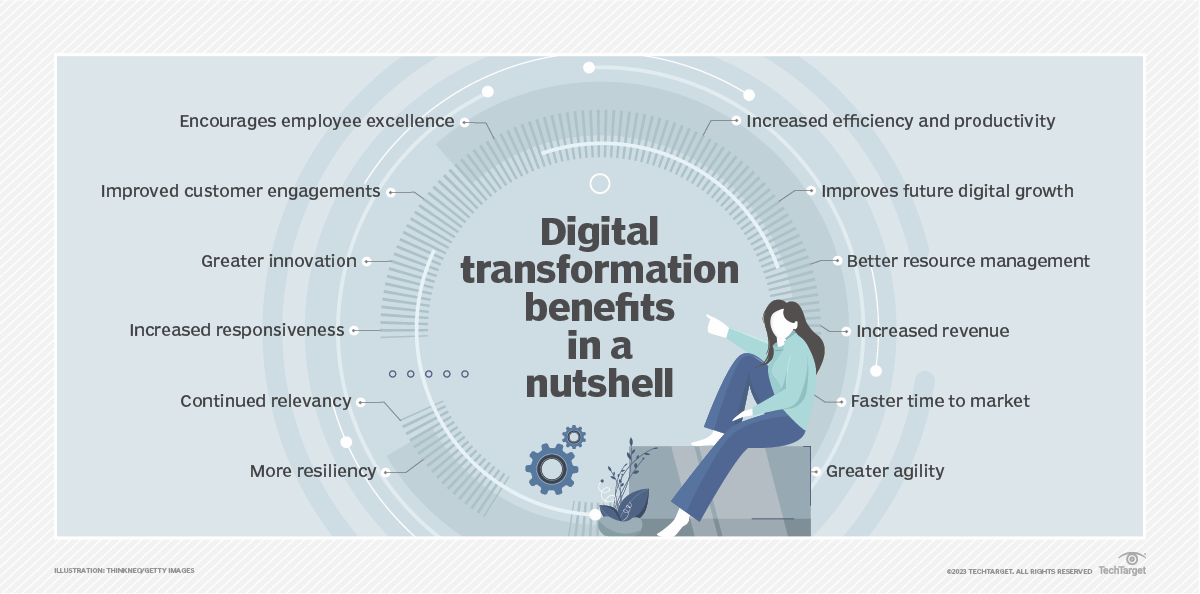 Encourages employee excellence
Improved customer engagements
Greater innovation
Increased responsiveness
Continued relevancy
More resiliency
Digital
transformation
benefits
in a
nutshell
Increased efficiency and productivity
Improves future digital growth
Better resource management
Increased revenue
Faster time to market
Greater agility
ILLUSTRATION: THINKNEO/GETTY IMAGES
©2023 TECHTARGET. ALL RIGHTS RESERVED TechTarget